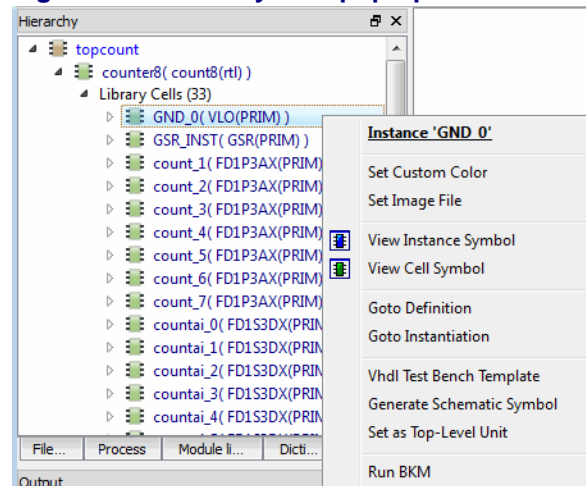 Hierarchy
topcount
counter8( count8(rtl) )
Library Cells (33)
GND_0( VLO(PRIM) )
GSR_INST( GSR(PRIM) )
count_1( FD1P3AX(PRIM)
count_2( FD1P3AX(PRIM)
count_3( FD1P3AX(PRIM)
count_4( FD1P3AX(PRIM)
count_5( FD1P3AX(PRIM)
count_6( FD1P3AX(PRIM)
count_7( FD1P3AX(PRIM)
countai_0( FD1S3DX(PRIM
countai_1( FD1S3DX(PRIM
countai_2( FD1S3DX(PRIM
countai_3( FD1S3DX(PRIM
countai_4( FD1S3DX(PRIM
File...
Process
Module li...
Dicti...
Output
Instance 'GND_0'
Set Custom Color
Set Image File
View Instance Symbol
View Cell Symbol
Goto Definition
Goto Instantiation
Vhdl Test Bench Template
Generate Schematic Symbol
Set as Top-Level Unit
Run BKM